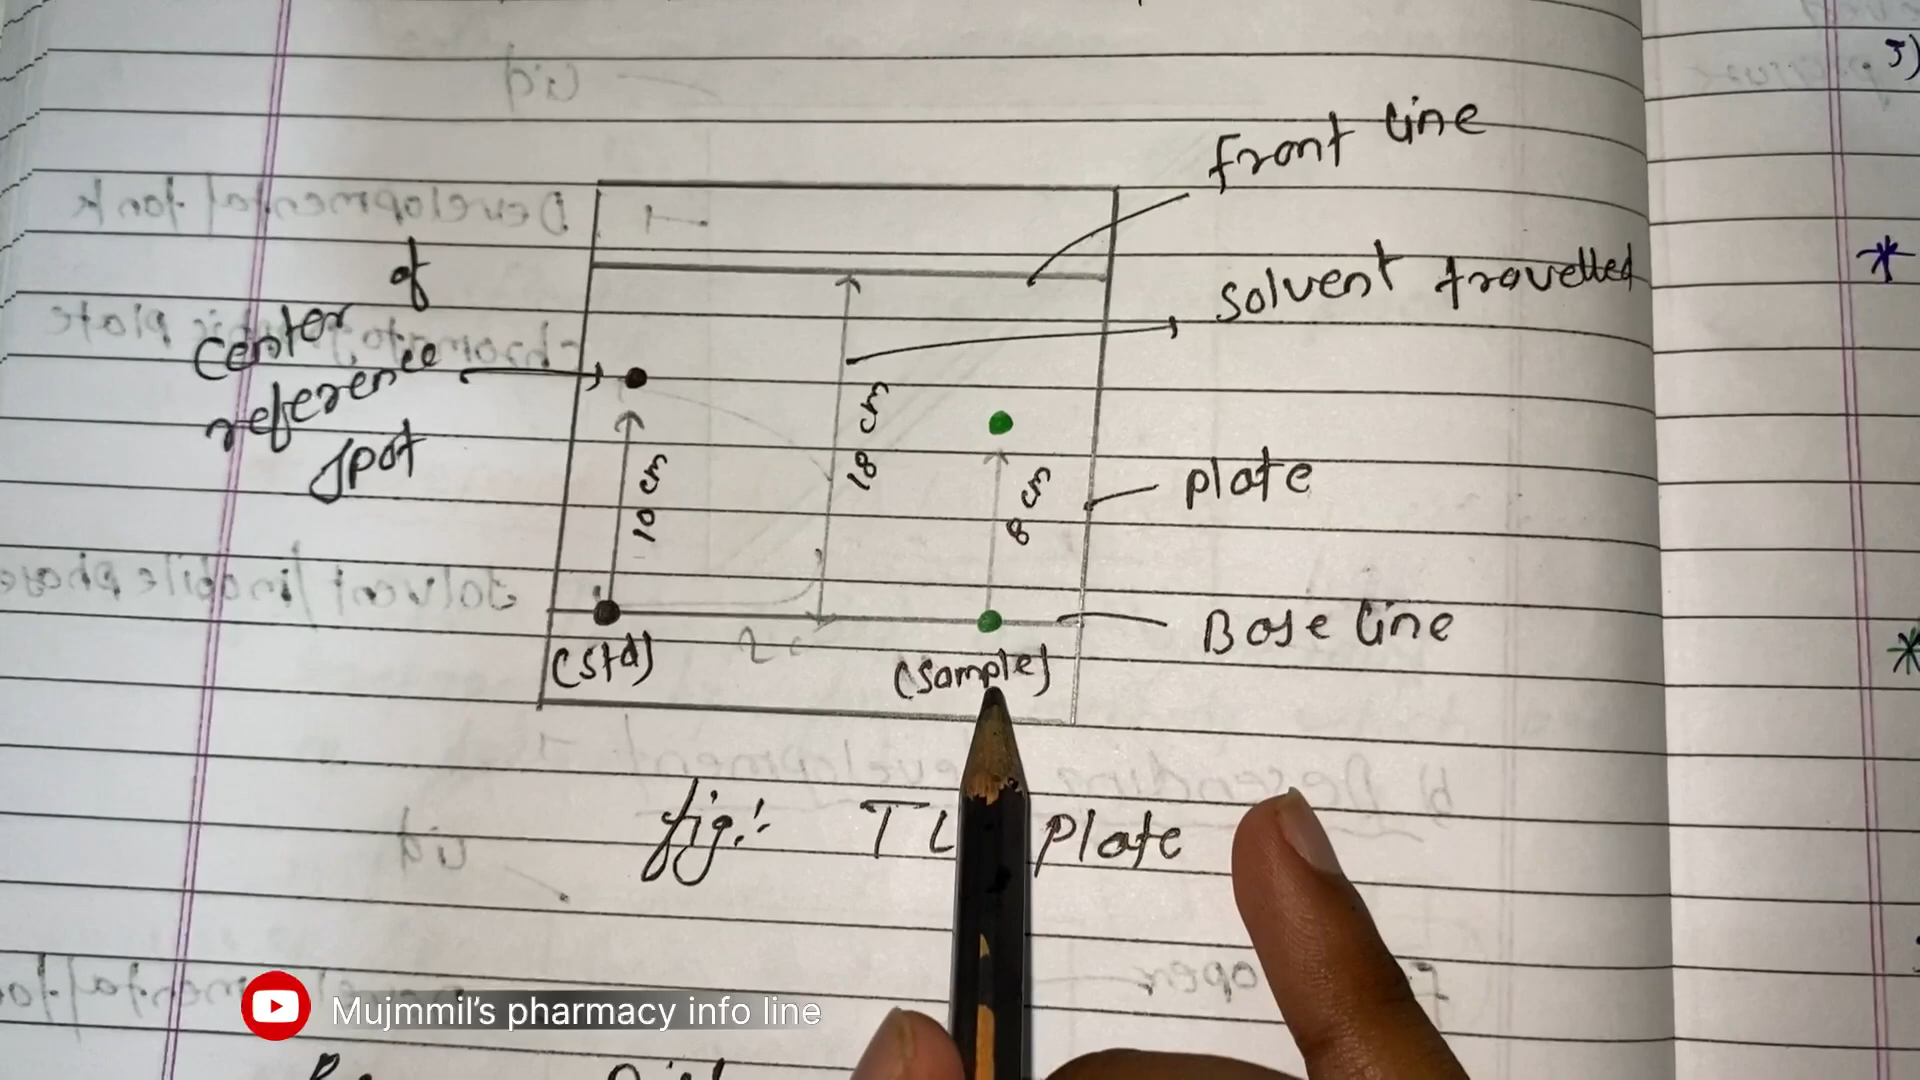 front line
solvent travelled
of
center
reference
spot
18 cm
10 cm
8 cm
plate
Base line
(std)
(sample)
fig:- TL Plate
Mujmmil's pharmacy info line
5)
*
*